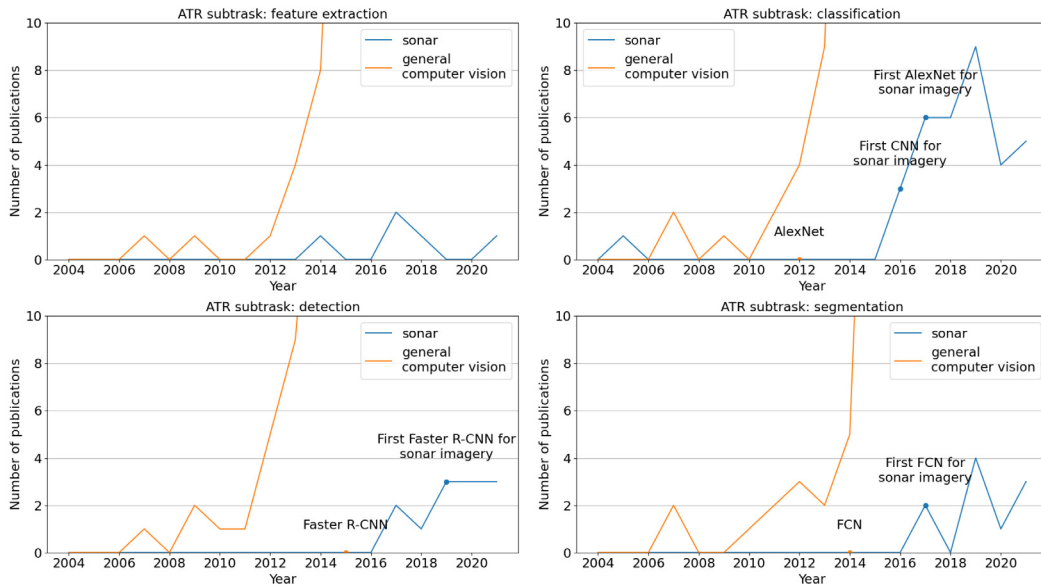 ATR subtrask: feature extraction
10
8
6
4
2
0
Number of publications
sonar
general
computer vision
2004 2006 2008 2010 2012 2014 2016 2018 2020
Year
ATR subtrask: classification
10
8
6
4
2
0
Number of publications
sonar
general
computer vision
First AlexNet for
sonar imagery
First CNN for
sonar imagery
AlexNet
2004 2006 2008 2010 2012 2014 2016 2018 2020
Year
ATR subtrask: detection
10
8
6
4
2
0
Number of publications
sonar
general
computer vision
First Faster R-CNN for
sonar imagery
Faster R-CNN
2004 2006 2008 2010 2012 2014 2016 2018 2020
Year
ATR subtrask: segmentation
10
8
6
4
2
0
Number of publications
sonar
general
computer vision
First FCN for
sonar imagery
FCN
2004 2006 2008 2010 2012 2014 2016 2018 2020
Year